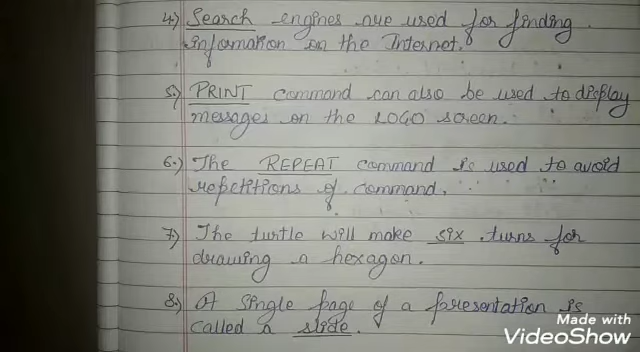 4.) Search engines are used for finding
information on the Internet.
5.) PRINT command can also be used to display
messages on the LOGO screen.
6.) The REPEAT command is used to avoid
repetitions of command.
7.) The turtle will make six turns for
drawing a hexagon.
8.) A single page of a presentation is
called a slide.
Made with
VideoShow